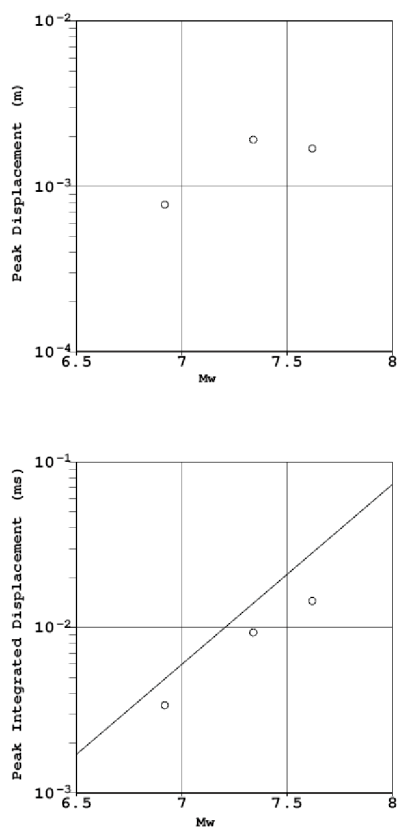 10⁻²
Peak Displacement (m)
10⁻³
10⁻⁴
6.5 7 7.5 8
Mw
10⁻¹
Peak Integrated Displacement (ms)
10⁻²
10⁻³
6.5 7 7.5 8
Mw